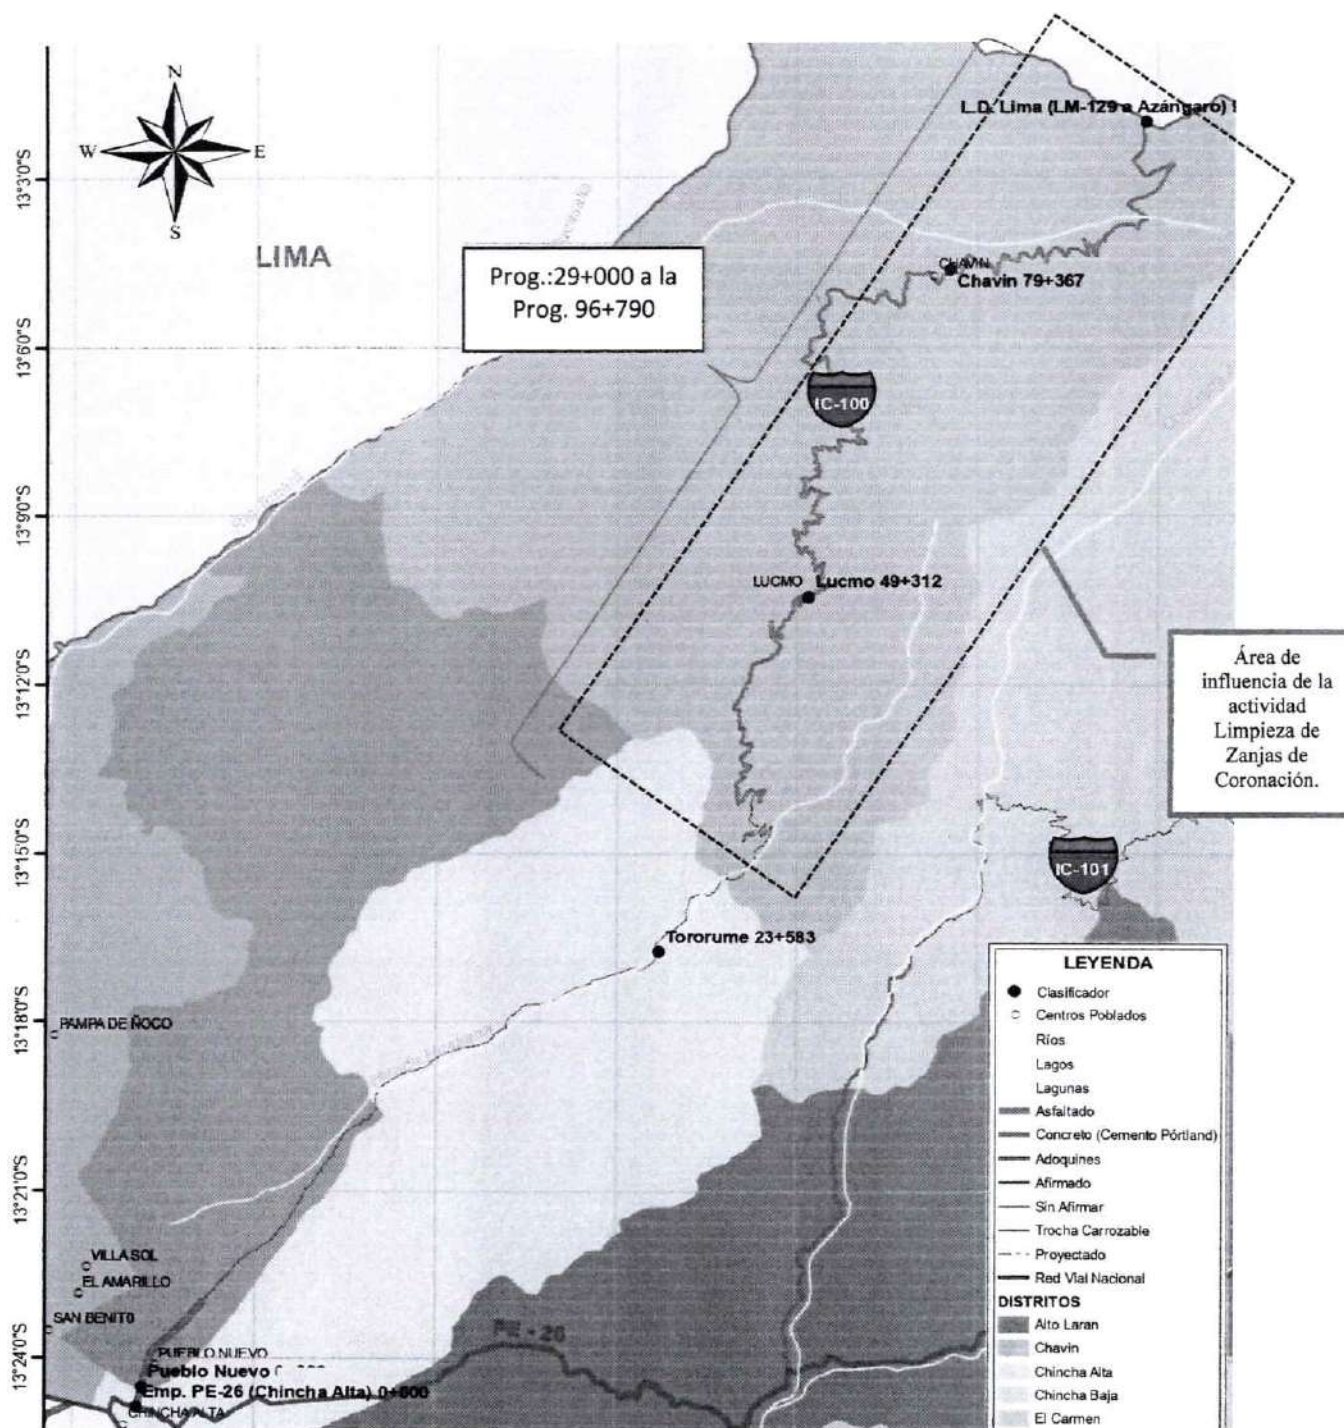 N
W
E
S
LIMA
L.D. Lima (LM-129 a Azángaro)
13°3'0"S
13°6'0"S
13°9'0"S
13°12'0"S
13°15'0"S
13°18'0"S
13°21'0"S
13°24'0"S
Prog.:29+000 a la
Prog. 96+790
CHAVIN
Chavin 79+367
IC-100
LUCMO
Lucmo 49+312
Área de
influencia de la
actividad
Limpieza de
Zanjas de
Coronación.
IC-101
Tororume 23+583
PAMPA DE ÑOCO
VILLA SOL
EL AMARILLO
SAN BENITO
PUEBLO NUEVO
Pueblo Nuevo
Emp. PE-26 (Chincha Alta) 0+000
CHINCHA ALTA
PE - 26
LEYENDA
Clasificador
Centros Poblados
Ríos
Lagos
Lagunas
Asfaltado
Concreto (Cemento Pórtland)
Adoquines
Afirmado
Sin Afirmar
Trocha Carrozable
Proyectado
Red Vial Nacional
DISTRITOS
Alto Laran
Chavin
Chincha Alta
Chincha Baja
El Carmen